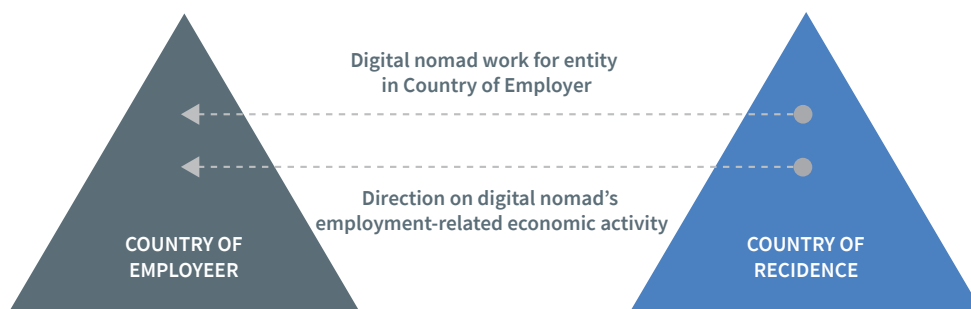 Digital nomad work for entity
in Country of Employer
Direction on digital nomad’s
employment-related economic activity
COUNTRY OF
EMPLOYEER
COUNTRY OF
RECIDENCE